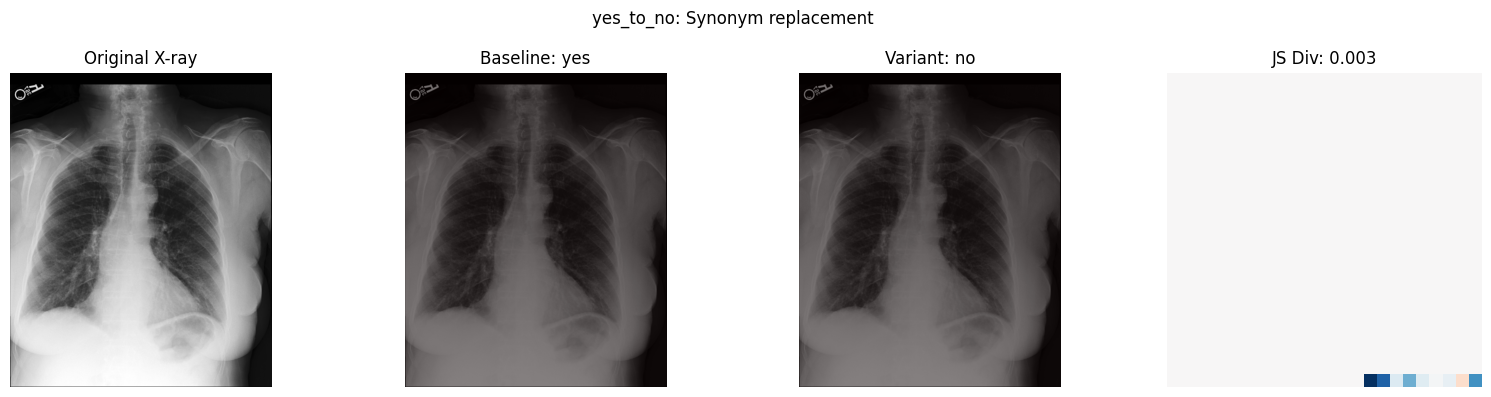 yes_to_no: Synonym replacement
Original X-ray
Baseline: yes
Variant: no
JS Div: 0.003